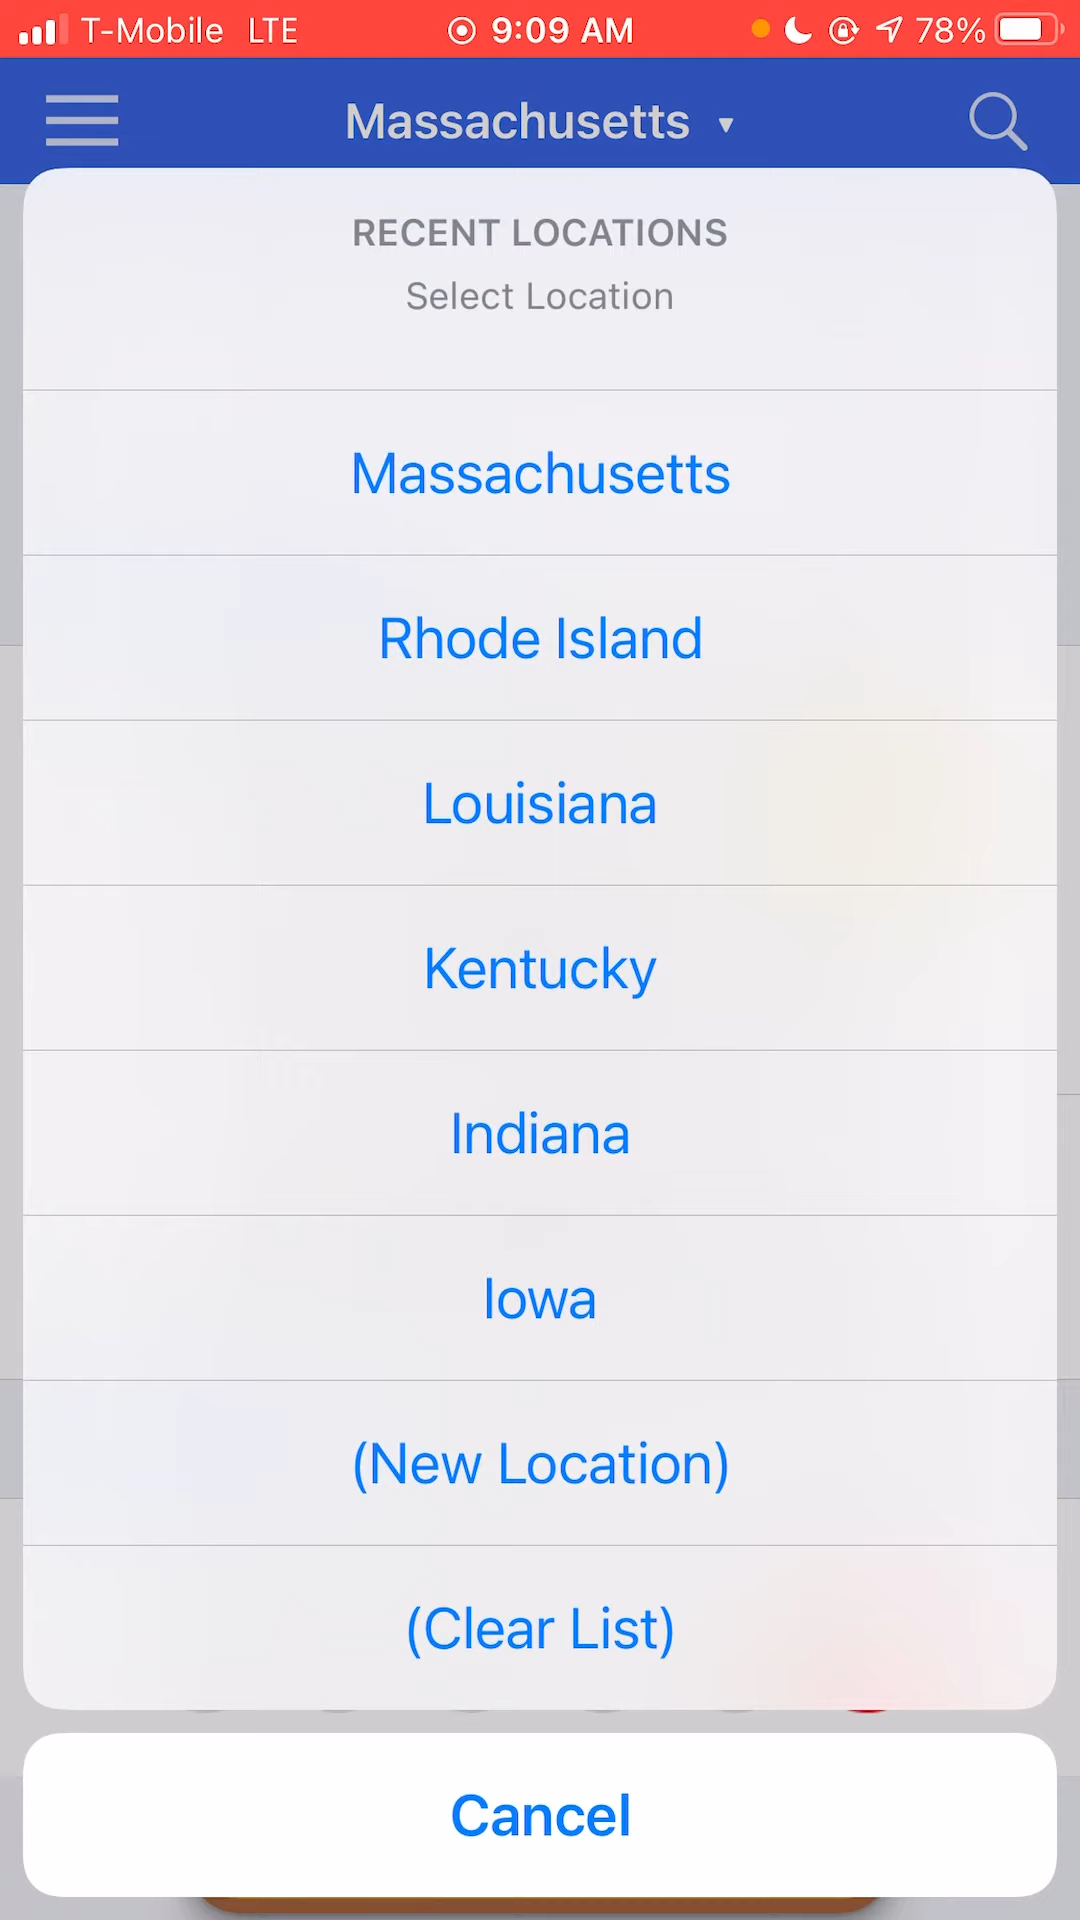 T-Mobile LTE 9:09 AM 78%
Massachusetts
RECENT LOCATIONS
Select Location
Massachusetts
Rhode Island
Louisiana
Kentucky
Indiana
Iowa
(New Location)
(Clear List)
Cancel